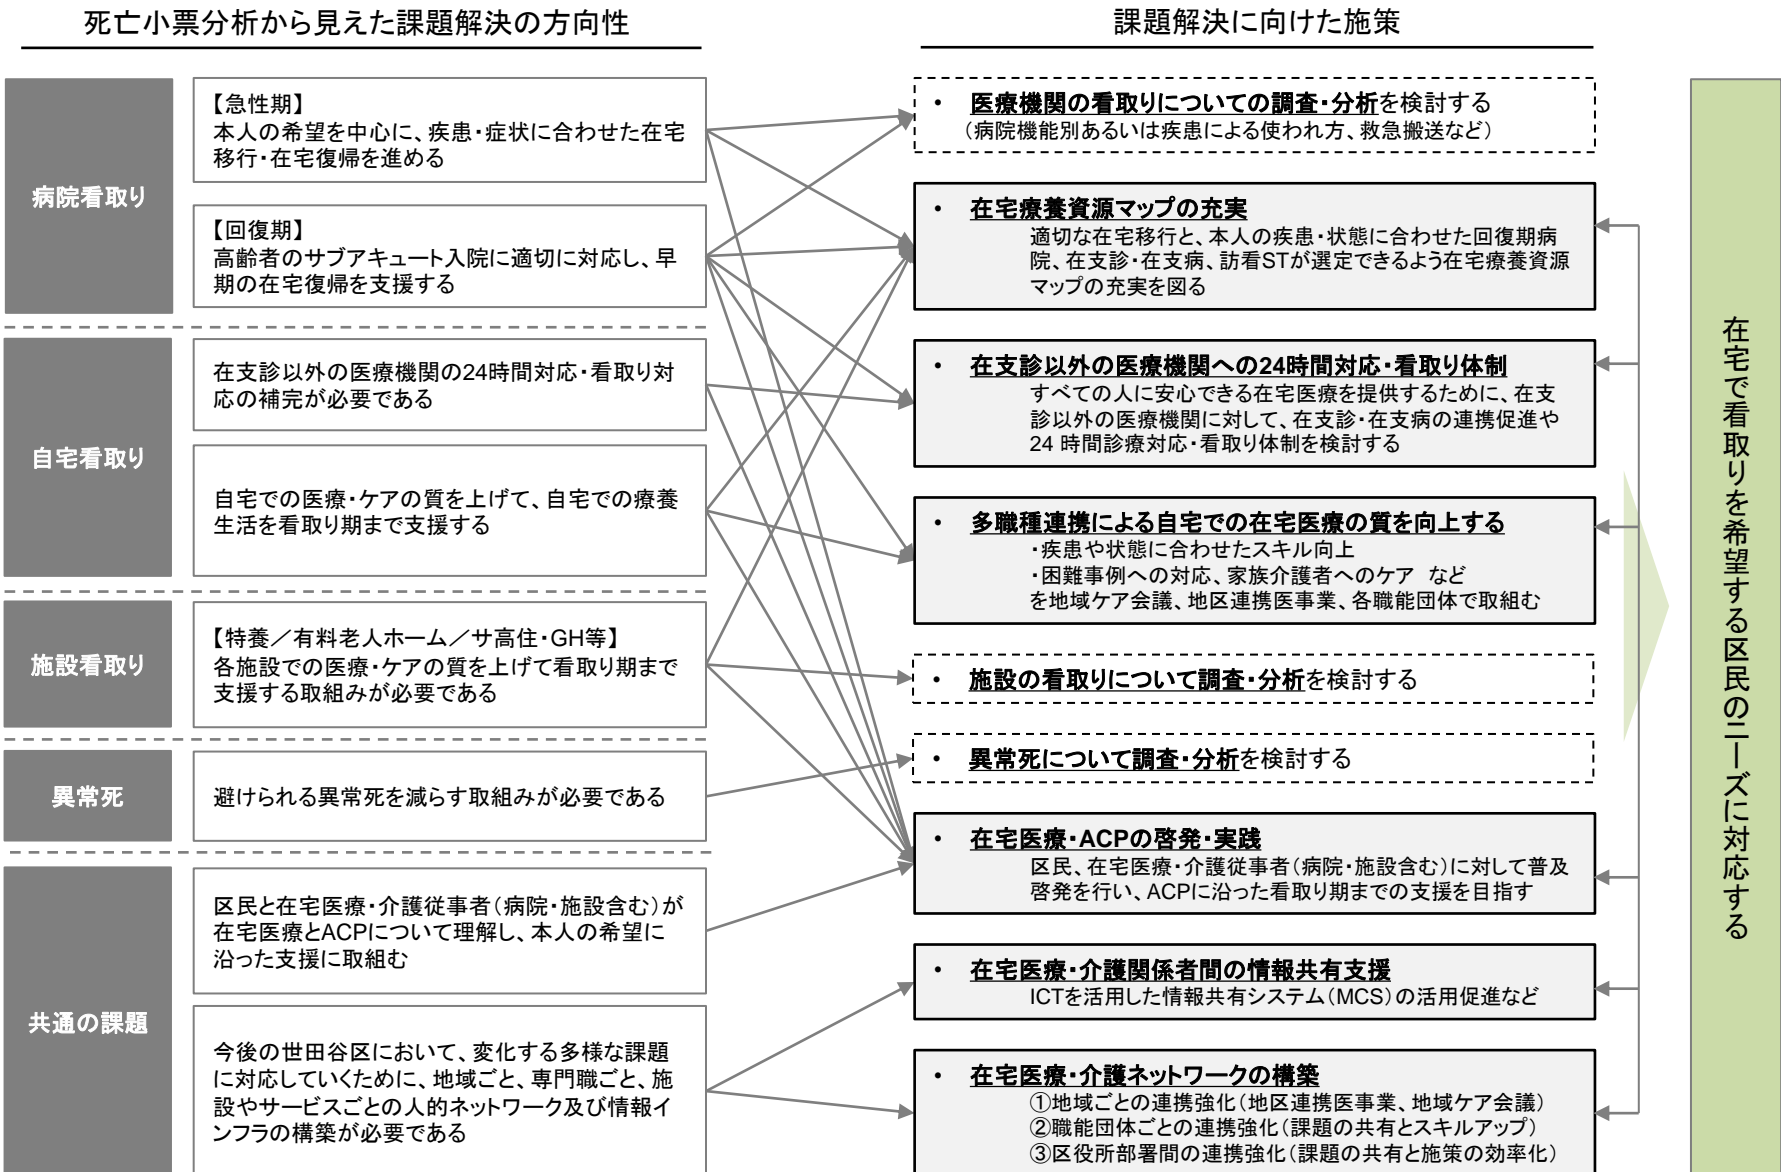 死亡小票分析から見えた課題解決の方向性
課題解決に向けた施策
病院看取り
【急性期】
本人の希望を中心に、疾患・症状に合わせた在宅
移行・在宅復帰を進める
【回復期】
高齢者のサブアキュート入院に適切に対応し、早
期の在宅復帰を支援する
自宅看取り
在支診以外の医療機関の24時間対応・看取り対
応の補完が必要である
自宅での医療・ケアの質を上げて、自宅での療養
生活を看取り期まで支援する
施設看取り
【特養／有料老人ホーム／サ高住・GH等】
各施設での医療・ケアの質を上げて看取り期まで
支援する取組みが必要である
異常死
避けられる異常死を減らす取組みが必要である
共通の課題
区民と在宅医療・介護従事者（病院・施設含む）が
在宅医療とACPについて理解し、本人の希望に
沿った支援に取組む
今後の世田谷区において、変化する多様な課題
に対応していくために、地域ごと、専門職ごと、施
設やサービスごとの人的ネットワーク及び情報イ
ンフラの構築が必要である
• 医療機関の看取りについての調査・分析を検討する
（病院機能別あるいは疾患による使われ方、救急搬送など）
• 在宅療養資源マップの充実
適切な在宅移行と、本人の疾患・状態に合わせた回復期病
院、在支診・在支病、訪看STが選定できるよう在宅療養資源
マップの充実を図る
• 在支診以外の医療機関への24時間対応・看取り体制
すべての人に安心できる在宅医療を提供するために、在支
診以外の医療機関に対して、在支診・在支病の連携促進や
24 時間診療対応・看取り体制を検討する
• 多職種連携による自宅での在宅医療の質を向上する
・疾患や状態に合わせたスキル向上
・困難事例への対応、家族介護者へのケア　など
を地域ケア会議、地区連携医事業、各職能団体で取組む
• 施設の看取りについて調査・分析を検討する
• 異常死について調査・分析を検討する
• 在宅医療・ACPの啓発・実践
区民、在宅医療・介護従事者（病院・施設含む）に対して普及
啓発を行い、ACPに沿った看取り期までの支援を目指す
• 在宅医療・介護関係者間の情報共有支援
ICTを活用した情報共有システム（MCS）の活用促進など
• 在宅医療・介護ネットワークの構築
①地域ごとの連携強化（地区連携医事業、地域ケア会議）
②職能団体ごとの連携強化（課題の共有とスキルアップ）
③区役所部署間の連携強化（課題の共有と施策の効率化）
在宅で看取りを希望する区民のニーズに対応する